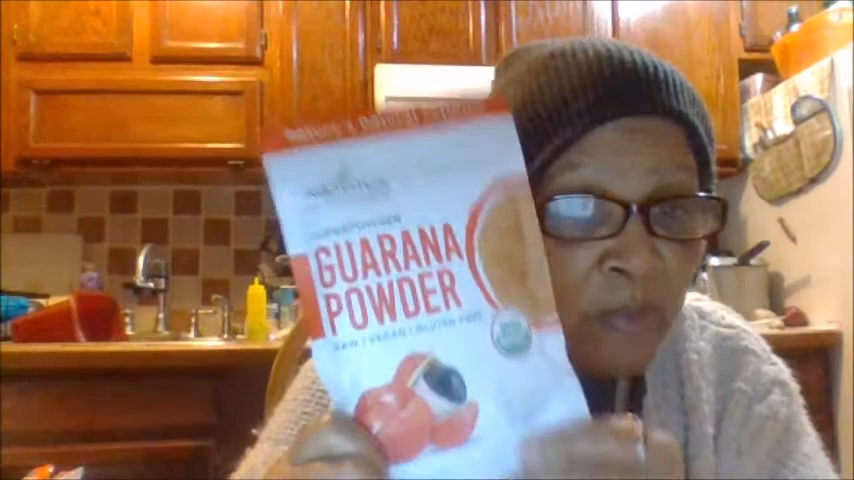 SUPERPOWDER
GUARANA
POWDER
RAW | VEGAN | GLUTEN FREE